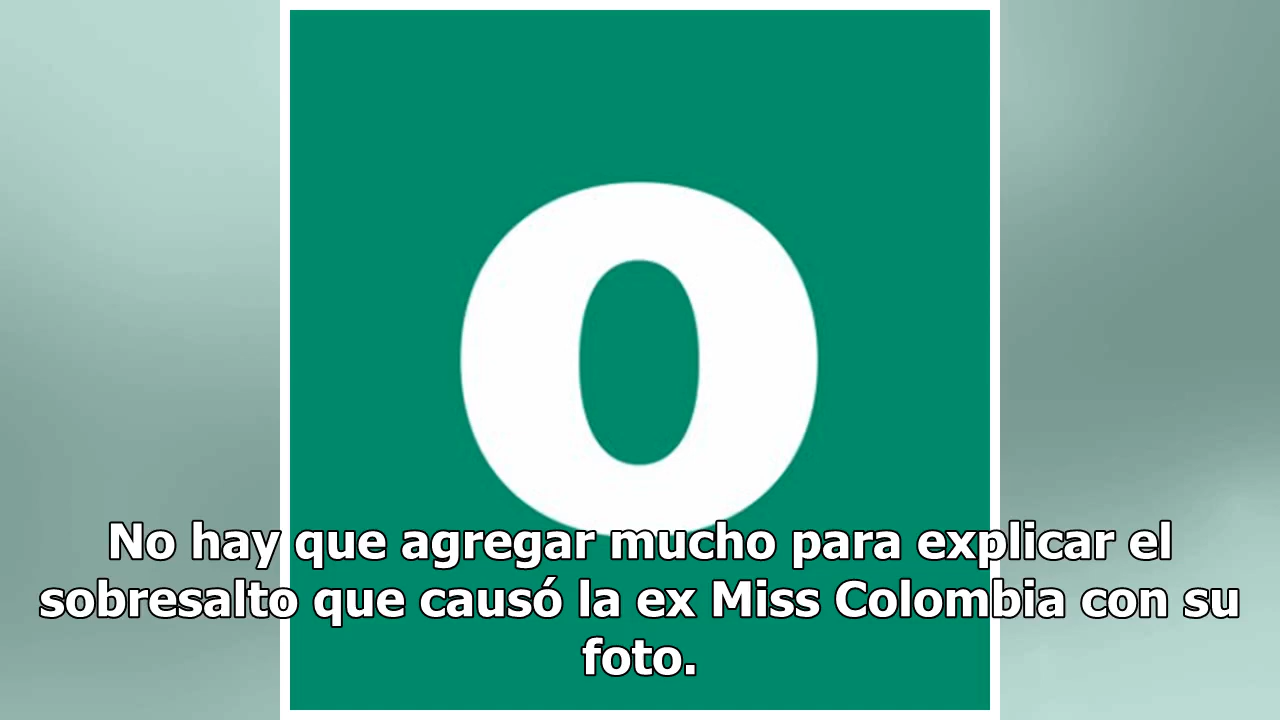 o
No hay que agregar mucho para explicar el
sobresalto que causó la ex Miss Colombia con su
foto.